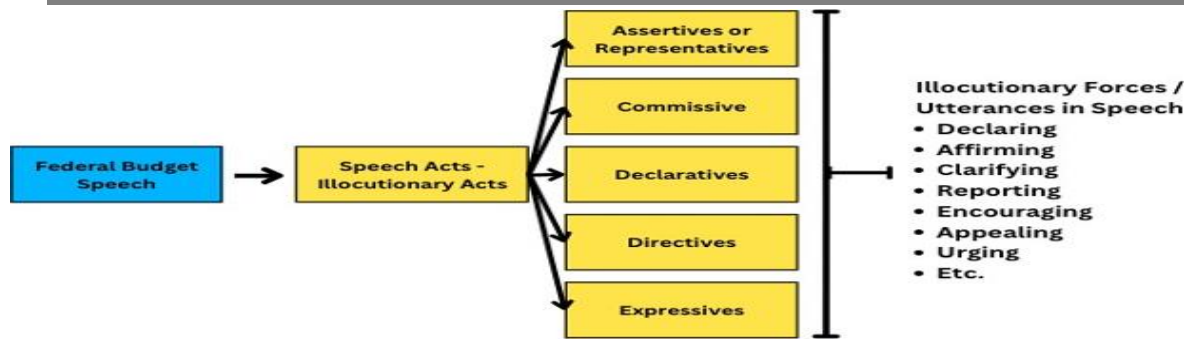 Federal Budget
Speech
Speech Acts -
Illocutionary Acts
Assertives or
Representatives
Commissive
Declaratives
Directives
Expressives
Illocutionary Forces /
Utterances in Speech
• Declaring
• Affirming
• Clarifying
• Reporting
• Encouraging
• Appealing
• Urging
• Etc.